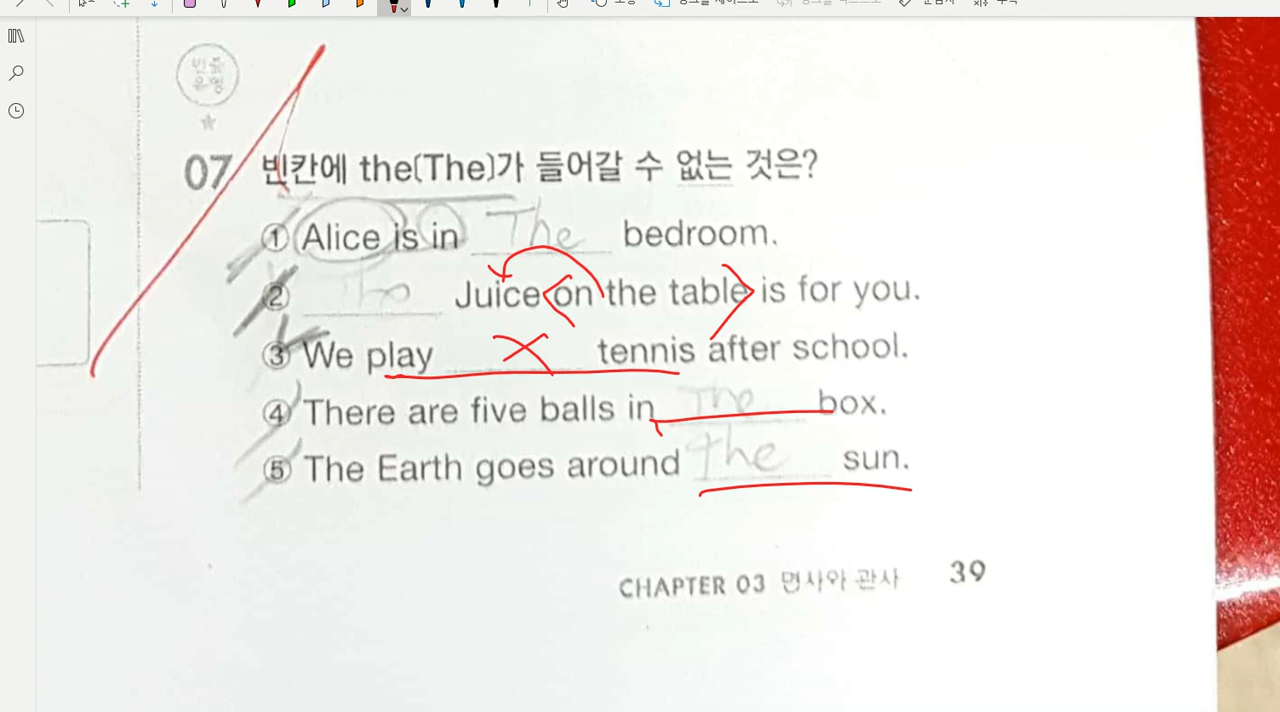 빈출
유형
07 빈칸에 the(The)가 들어갈 수 없는 것은?
① Alice is in The bedroom.
② The Juice on the table is for you.
③ We play X tennis after school.
④ There are five balls in The box.
⑤ The Earth goes around the sun.
CHAPTER 03 명사와 관사 39